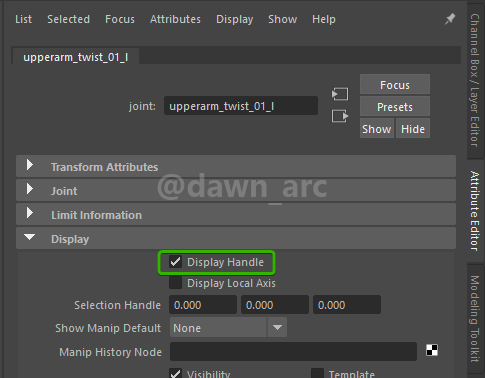 List Selected Focus Attributes Display Show Help
upperarm_twist_01_l
Focus
joint: upperarm_twist_01_l
Presets
Show Hide
Transform Attributes
@dawn_arc
Joint
Limit Information
Display
Display Handle
Display Local Axis
Selection Handle 0.000 0.000 0.000
Show Manip Default None
Manip History Node
Visibility Template
Channel Box / Layer Editor
Attribute Editor
Modeling Toolkit